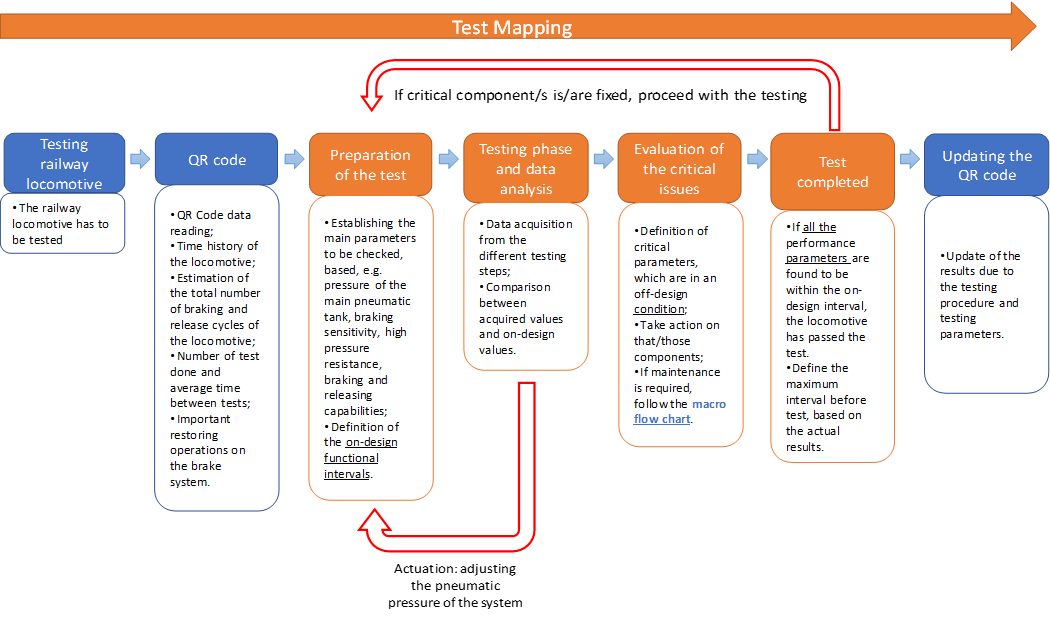 Test Mapping
If critical component/s is/are fixed, proceed with the testing
Testing
railway
locomotive
•The railway
locomotive has to
be tested
QR code
•QR Code data
reading;
•Time history of
the locomotive;
•Estimation of
the total number
of braking and
release cycles of
the locomotive;
•Number of test
done and
average time
between tests;
•Important
restoring
operations on
the brake
system.
Preparation
of the test
•Establishing the
main parameters
to be checked,
based, e.g.
pressure of the
main pneumatic
tank, braking
sensitivity, high
pressure
resistance,
braking and
releasing
capabilities;
•Definition of
the on-design
functional
intervals.
Testing phase
and data
analysis
•Data acquisition
from the
different testing
steps;
•Comparison
between
acquired values
and on-design
values.
Evaluation of
the critical
issues
•Definition of
critical
parameters,
which are in an
off-design
condition;
•Take action on
that/those
components;
•If maintenance
is required,
follow the macro
flow chart.
Test
completed
•If all the
performance
parameters are
found to be
within the on-
design interval,
the locomotive
has passed the
test.
•Define the
maximum
interval before
test, based on
the actual
results.
Updating the
QR code
•Update of the
results due to
the testing
procedure and
testing
parameters.
Actuation: adjusting
the pneumatic
pressure of the system